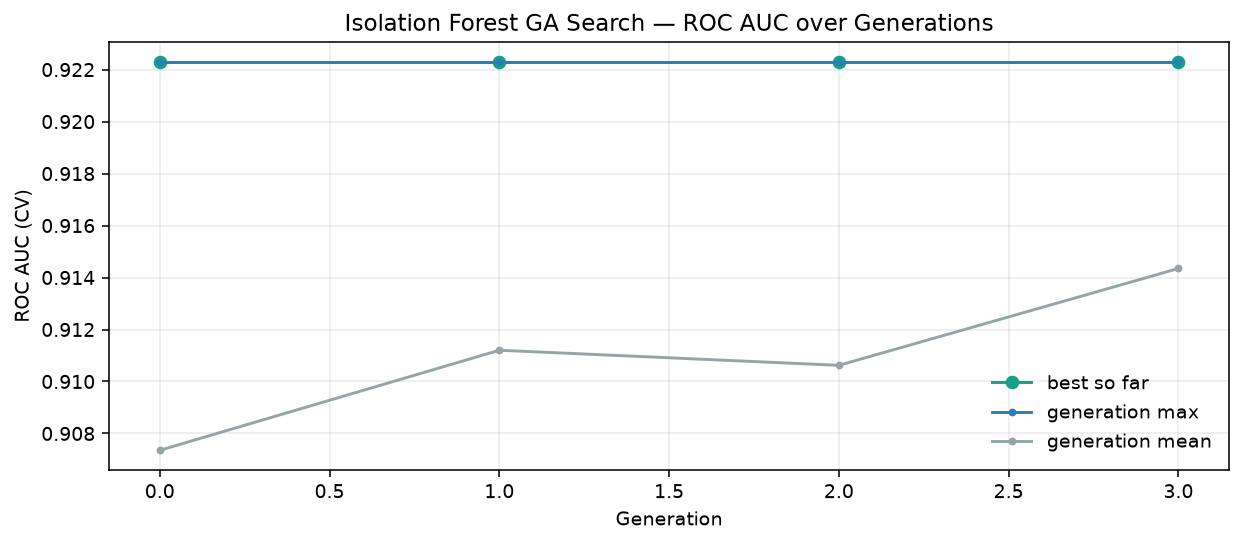 Isolation Forest GA Search — ROC AUC over Generations
ROC AUC (CV)
0.922
0.920
0.918
0.916
0.914
0.912
0.910
0.908
best so far
generation max
generation mean
0.0 0.5 1.0 1.5 2.0 2.5 3.0
Generation